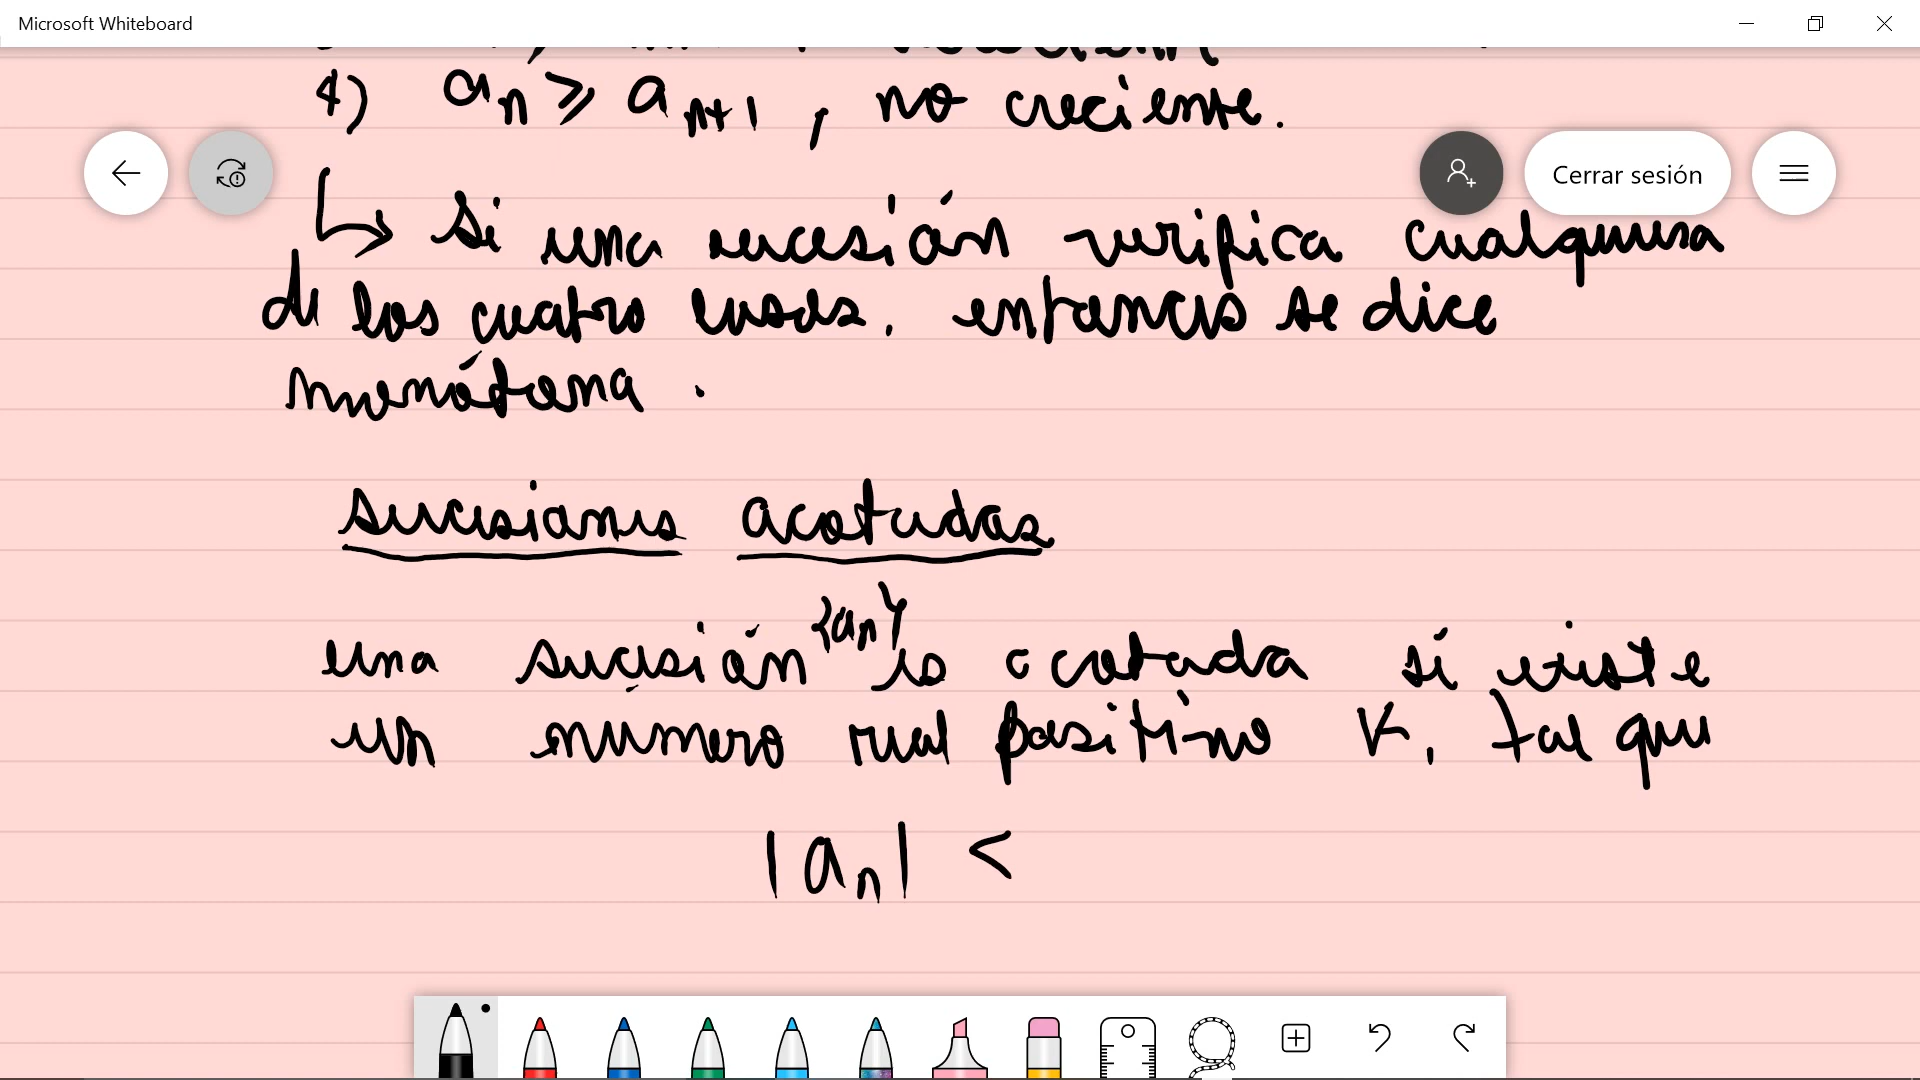 Microsoft Whiteboard
4) an ≥ an+1 , no creciente.
Cerrar sesión
↳ Si una sucesión verifica cualquiera
de los cuatro casos, entonces se dice
monótona.
sucesiones acotadas
una sucesión {an} es acotada si existe
un número real positivo K, tal que
|an| <